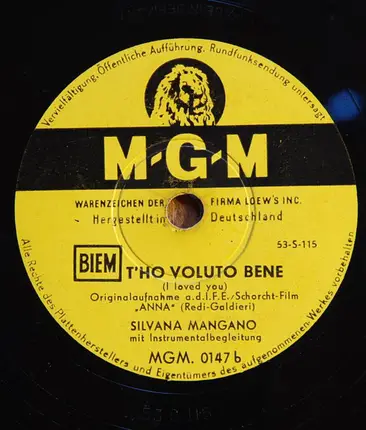 Vervielfältigung, Öffentliche Aufführung, Rundfunksendung untersagt
M-G-M
WARENZEICHEN DER FIRMA LOEW'S INC.
- Hergestellt in Deutschland
53-S-115
BIEM T'HO VOLUTO BENE
(I loved you)
Originalaufnahme a.d.I.F.E./Schorcht-Film
„ANNA" (Redi-Galdieri)
SILVANA MANGANO
mit Instrumentalbegleitung
MGM. 0147 b
Alle Rechte des Plattenherstellers und Eigentümers des aufgenommenen Werkes vorbehalten